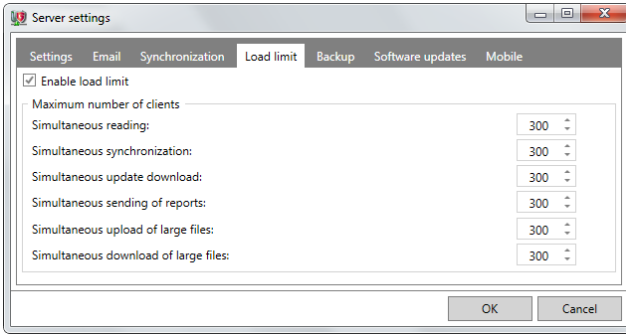 Server settings
Settings Email Synchronization Load limit Backup Software updates Mobile
Enable load limit
Maximum number of clients
Simultaneous reading: 300
Simultaneous synchronization: 300
Simultaneous update download: 300
Simultaneous sending of reports: 300
Simultaneous upload of large files: 300
Simultaneous download of large files: 300
OK Cancel